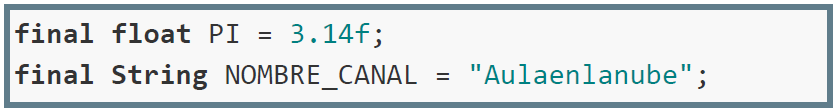 final float PI = 3.14f;
final String NOMBRE_CANAL = "Aulaenlanube";